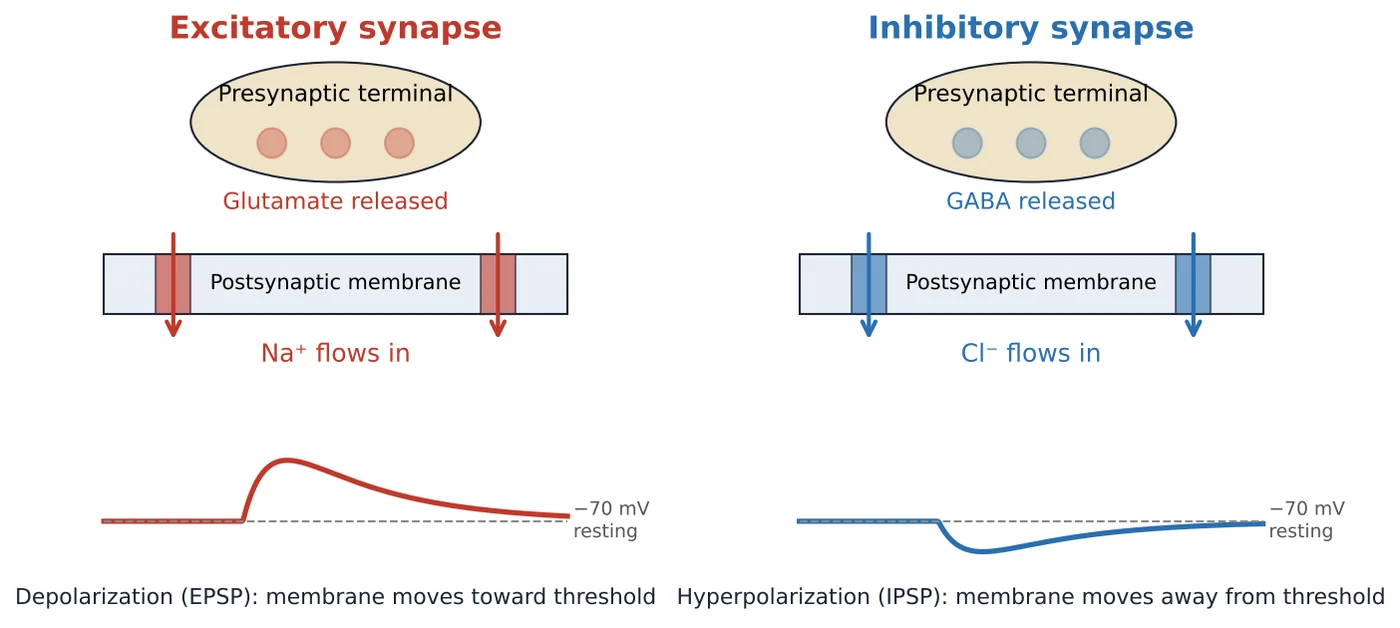 Excitatory synapse
Presynaptic terminal
Glutamate released
Postsynaptic membrane
Na⁺ flows in
−70 mV
resting
Depolarization (EPSP): membrane moves toward threshold
Inhibitory synapse
Presynaptic terminal
GABA released
Postsynaptic membrane
Cl⁻ flows in
−70 mV
resting
Hyperpolarization (IPSP): membrane moves away from threshold